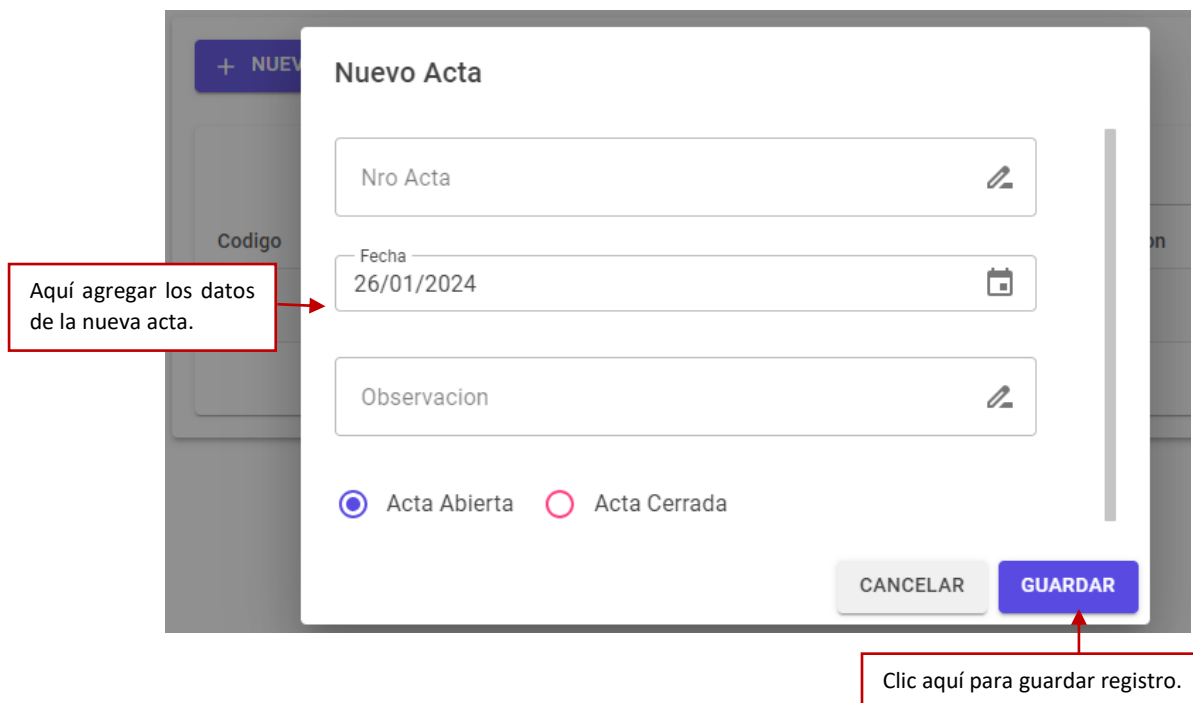 + NUEV
Nuevo Acta
Nro Acta
Codigo
on
Fecha
26/01/2024
Aquí agregar los datos
de la nueva acta.
Observacion
Acta Abierta
Acta Cerrada
CANCELAR
GUARDAR
Clic aquí para guardar registro.